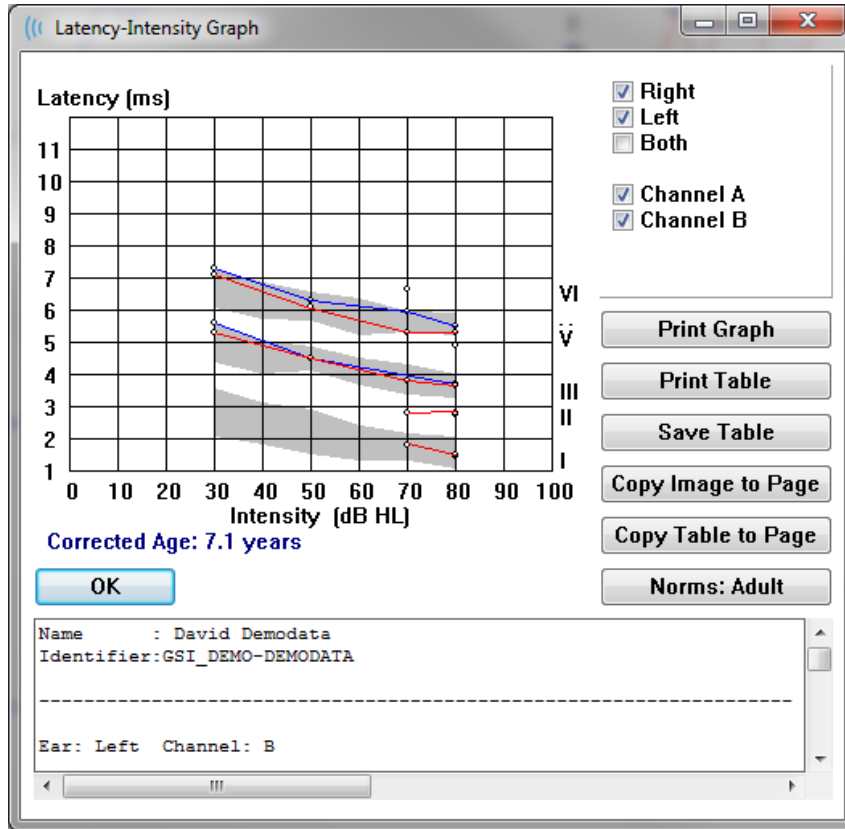 Latency-Intensity Graph
Latency (ms)
11
10
9
8
7
6
5
4
3
2
1
0 10 20 30 40 50 60 70 80 90 100
Intensity (dB HL)
VI
V
III
II
I
Corrected Age: 7.1 years
OK
Right
Left
Both
Channel A
Channel B
Print Graph
Print Table
Save Table
Copy Image to Page
Copy Table to Page
Norms: Adult
Name : David Demodata
Identifier:GSI_DEMO-DEMODATA
--------------------------------------------------------------------
Ear: Left Channel: B